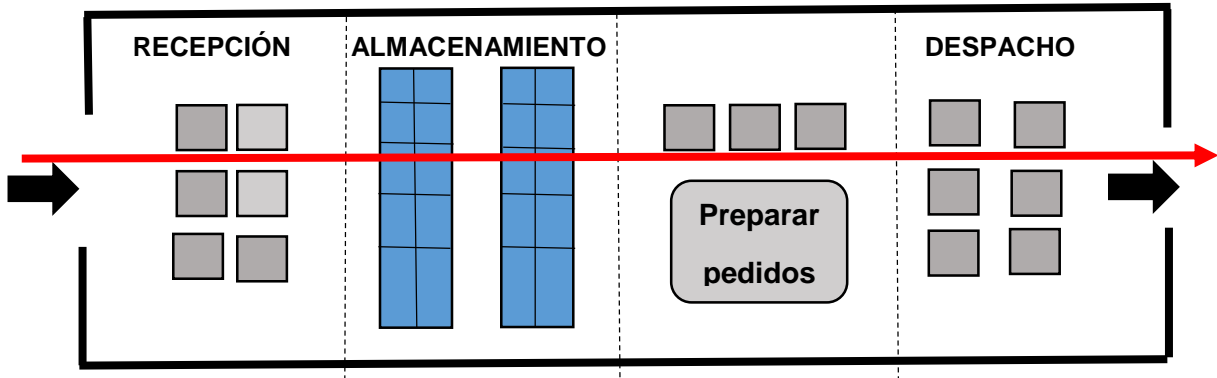 RECEPCIÓN
ALMACENAMIENTO
DESPACHO
Preparar
pedidos